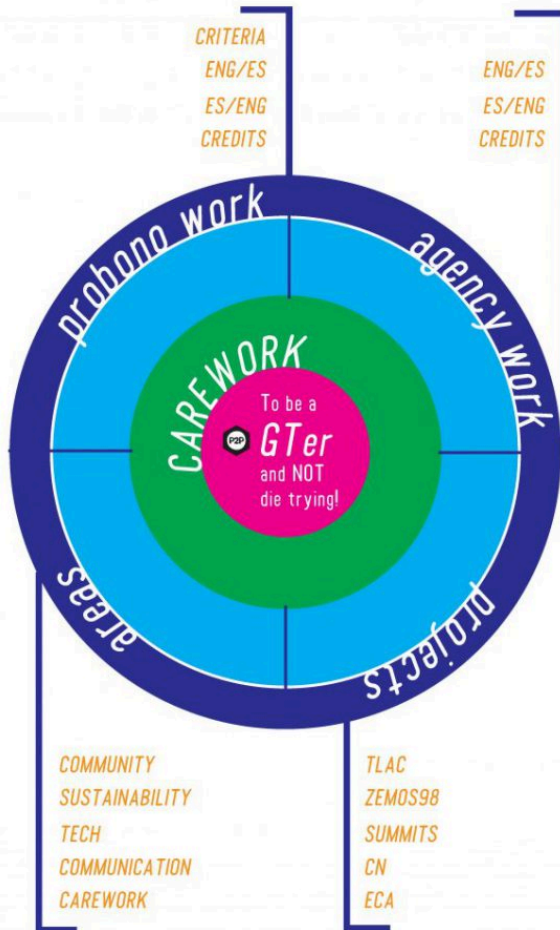 CRITERIA
ENG/ES
ES/ENG
CREDITS
ENG/ES
ES/ENG
CREDITS
probono work
agency work
CAREWORK
To be a
P2P
GTer
and NOT
die trying!
areas
projects
COMMUNITY
SUSTAINABILITY
TECH
COMMUNICATION
CAREWORK
TLAC
ZEMOS98
SUMMITS
CN
ECA